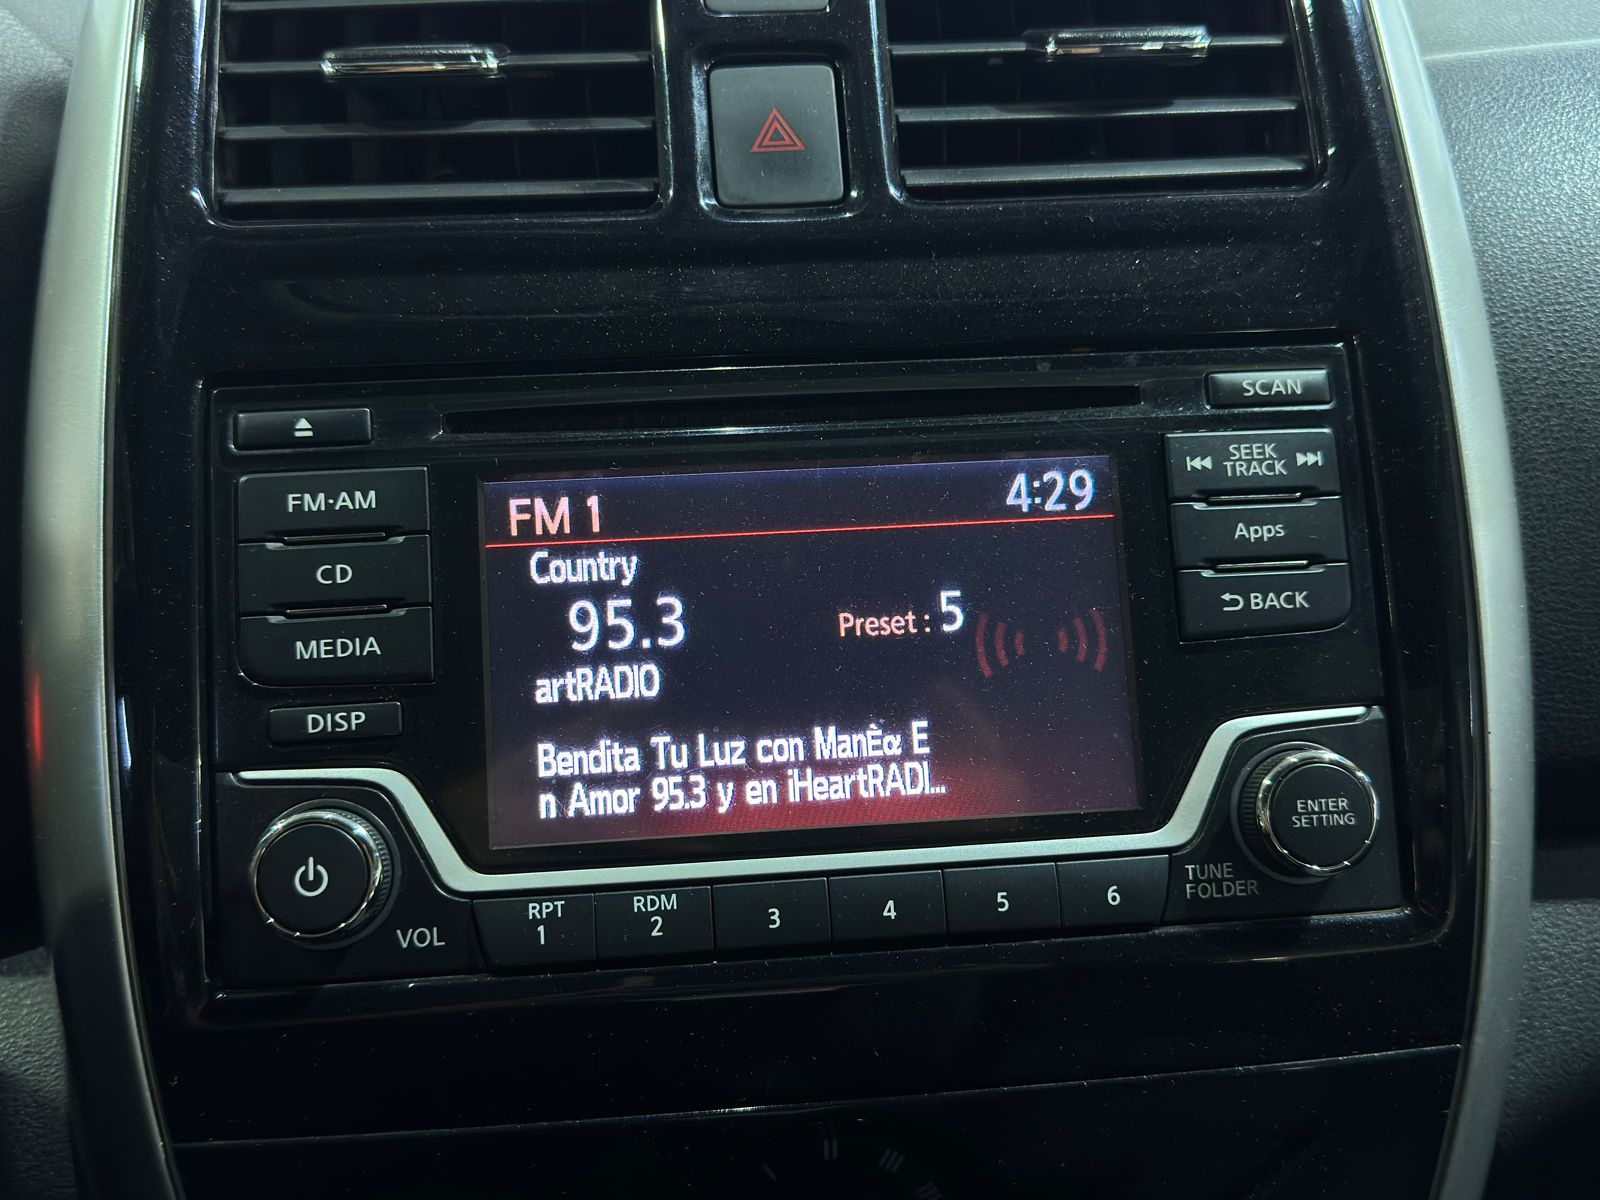 SCAN
SEEK
TRACK
FM·AM
FM 1
4:29
Apps
Country
CD
95.3
Preset : 5
BACK
MEDIA
artRADIO
DISP
Bendita Tu Luz con ManÈα E
n Amor 95.3 y en iHeartRADI...
ENTER
SETTING
TUNE
FOLDER
VOL
RPT
1
RDM
2
3
4
5
6